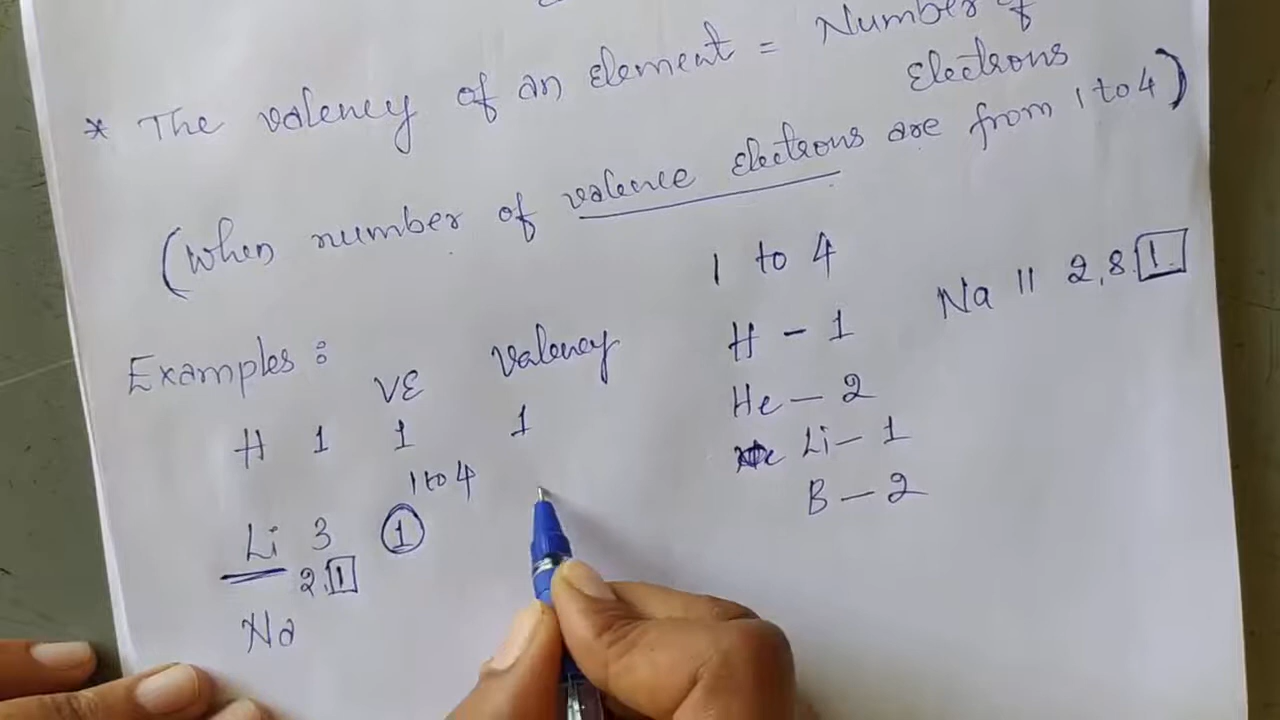 * The valency of an element = Number of
electrons
(When number of valence electrons are from 1 to 4)
1 to 4
Na 11 2,8,1
Examples :
VE valency
H 1 1 1
H - 1
He - 2
1 to 4
Li - 1
Li 3 1
B - 2
2,1
Na